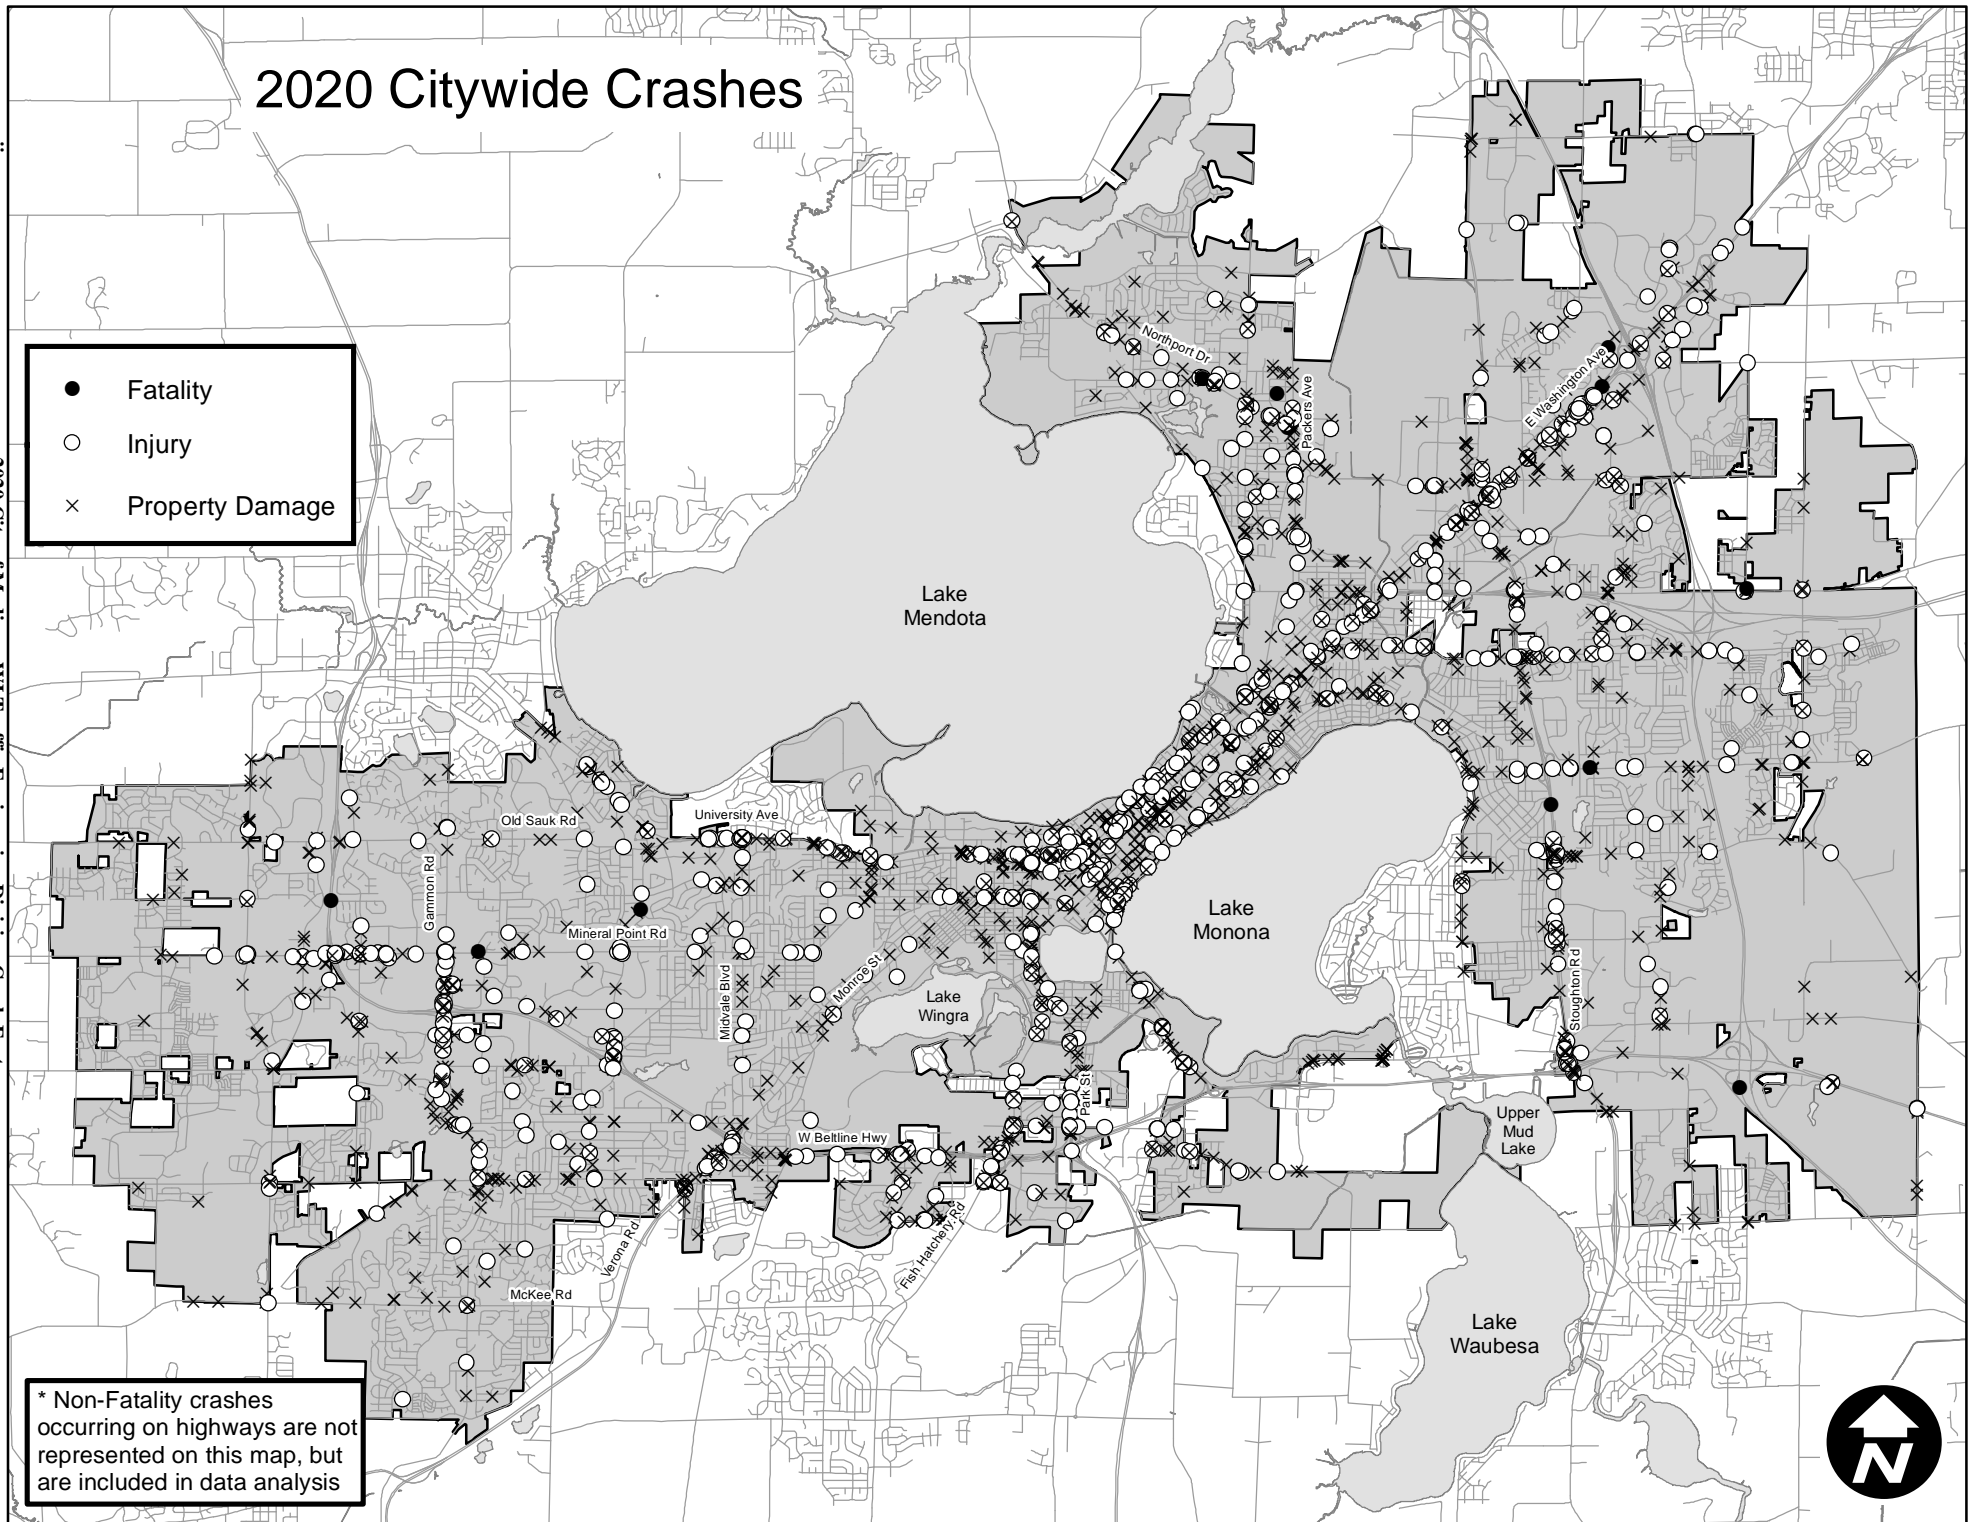 2020 Citywide Crashes
Fatality
Injury
Property Damage
Northport Dr
Packers Ave
E Washington Ave
Lake
Mendota
University Ave
Old Sauk Rd
Gammon Rd
Mineral Point Rd
Midvale Blvd
Monroe St
Lake
Monona
Lake
Wingra
Stoughton Rd
Park St
W Beltline Hwy
Upper
Mud
Lake
Verona Rd
Fish Hatchery Rd
McKee Rd
Lake
Waubesa
* Non-Fatality crashes
occurring on highways are not
represented on this map, but
are included in data analysis
N